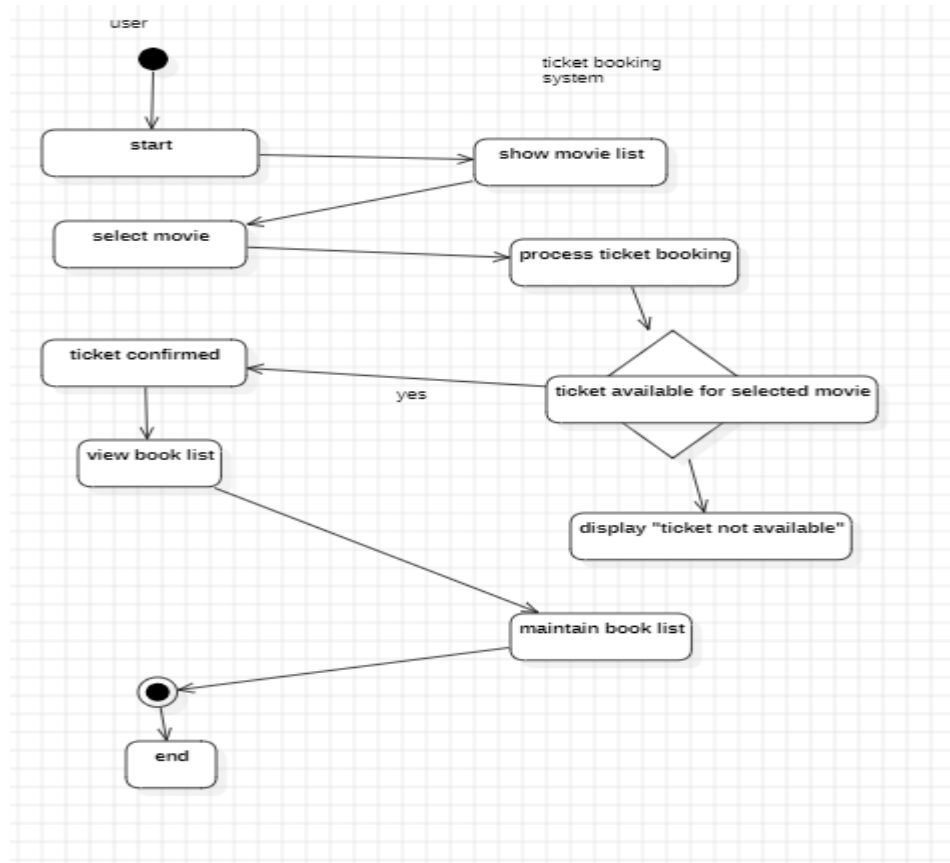 user
ticket booking
system
start
show movie list
select movie
process ticket booking
ticket confirmed
yes
ticket available for selected movie
view book list
display "ticket not available"
maintain book list
end